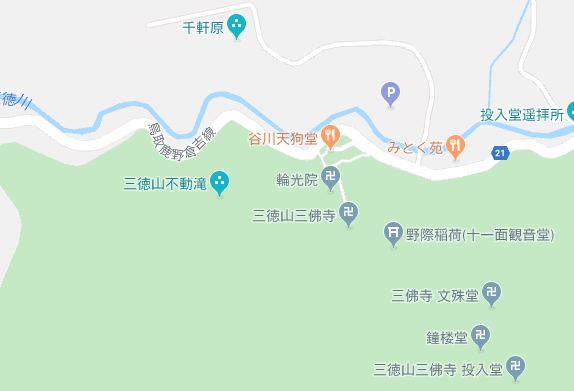 千軒原
三徳川
P
投入堂遥拝所
鳥取鹿野倉吉線
谷川天狗堂
みとく苑
21
三徳山不動滝
輪光院
三徳山三佛寺
野際稲荷(十一面観音堂)
三佛寺 文殊堂
鐘楼堂
三徳山三佛寺 投入堂